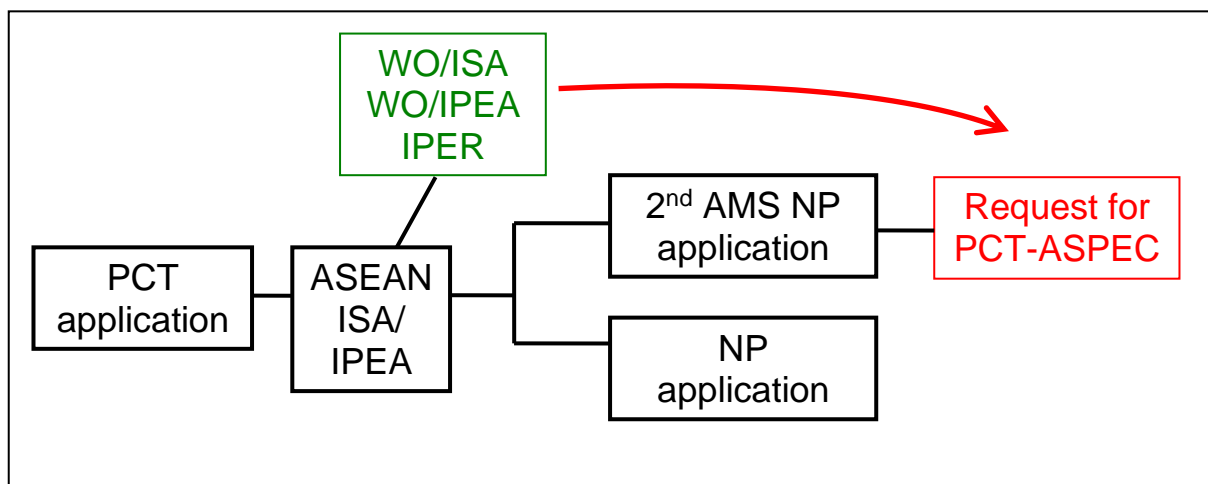 WO/ISA
WO/IPEA
IPER
PCT
application
ASEAN
ISA/
IPEA
2nd AMS NP
application
Request for
PCT-ASPEC
NP
application